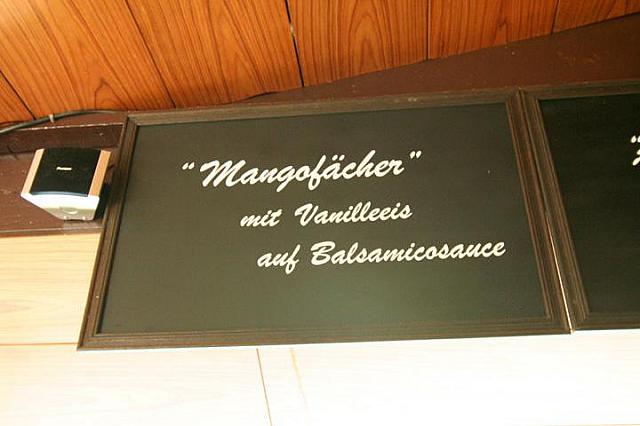 "Mangofächer"
mit Vanilleeis
auf Balsamicosauce